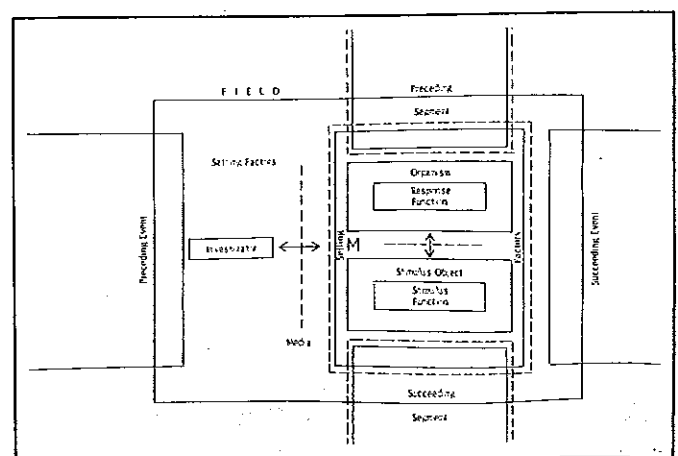 FIELD
Preceding
Segment
Setting Factors
Organism
Response
Function
Preceding Event
Investigator
Setting
M
Factors
Succeeding Event
Stimulus Object
Stimulus
Function
Media
Succeeding
Segment